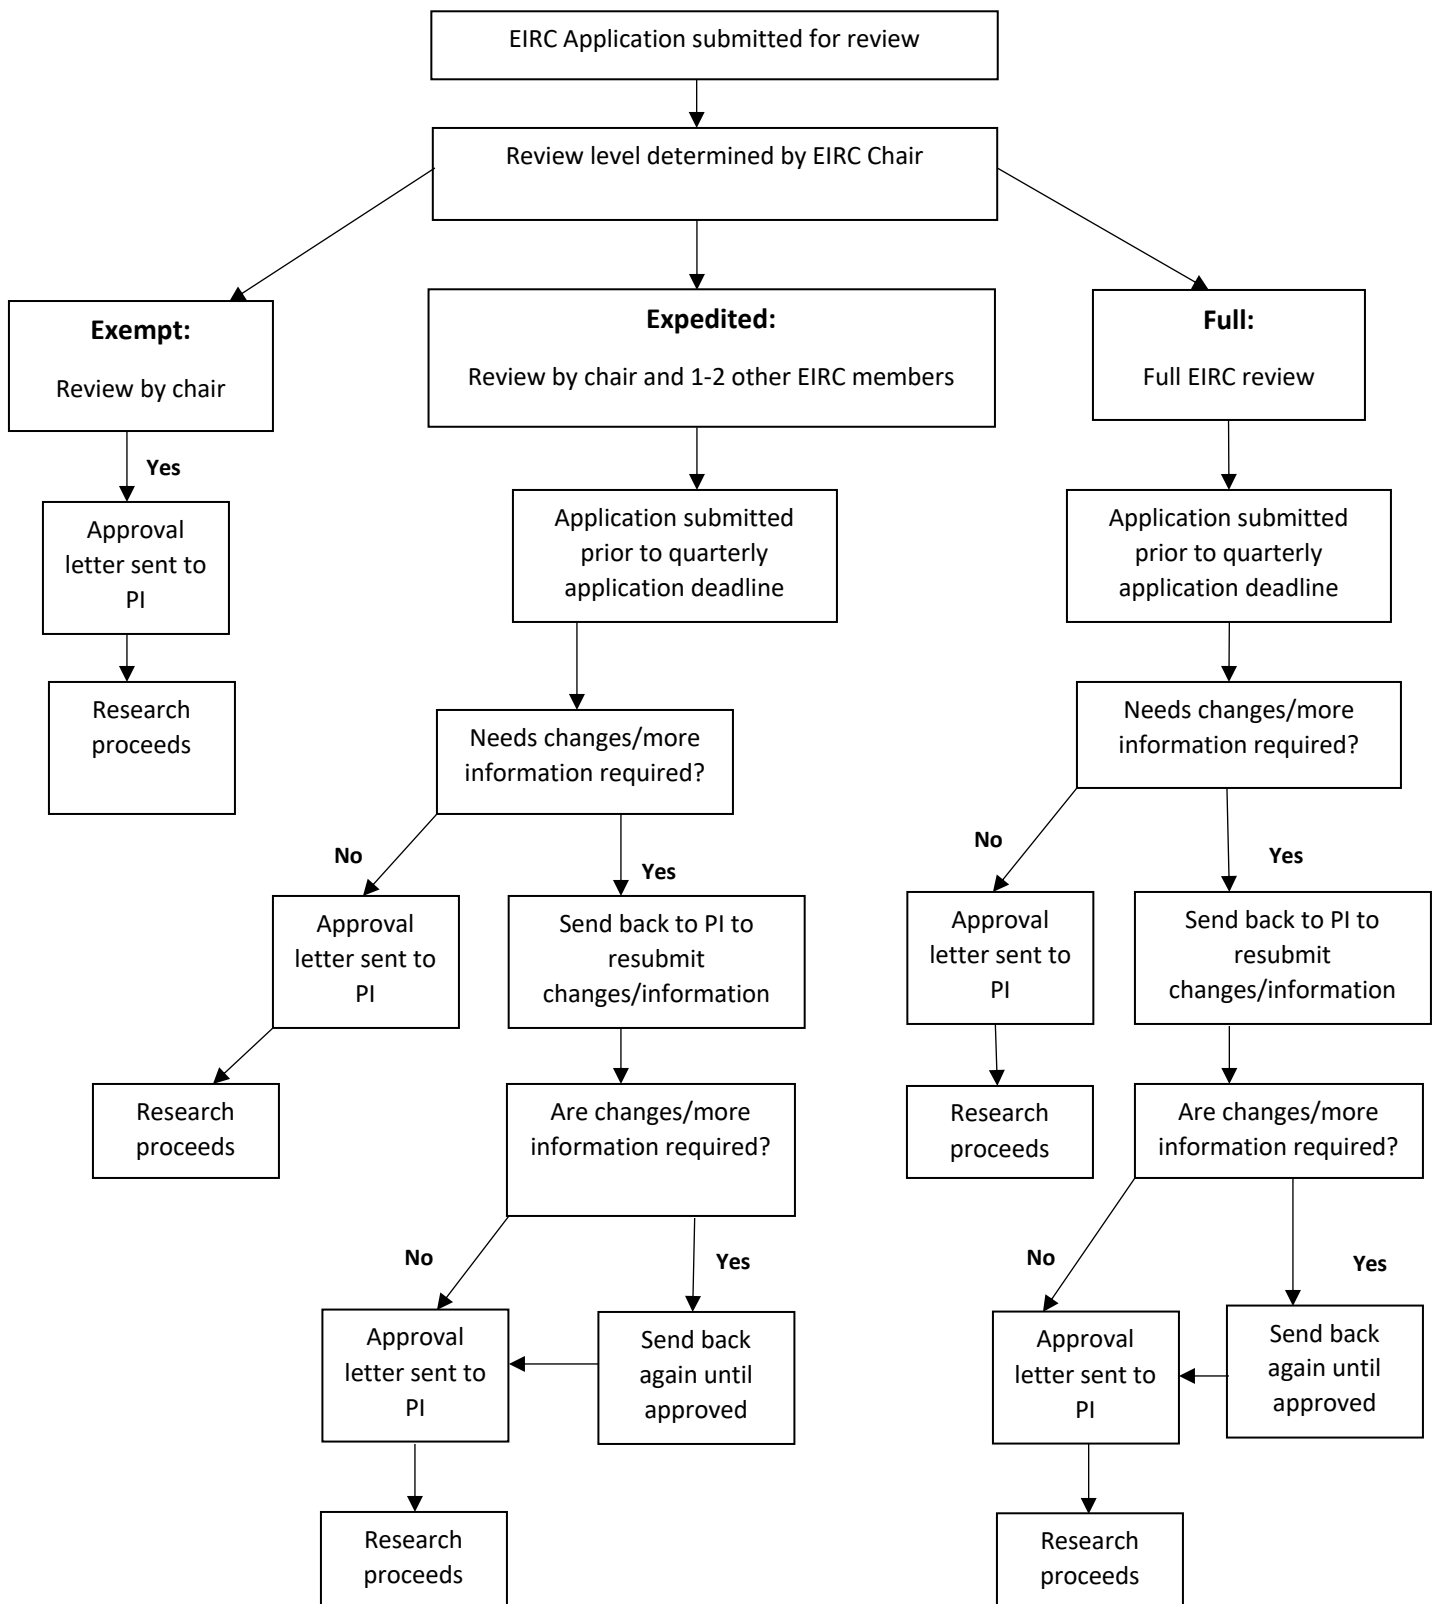 EIRC Application submitted for review
Review level determined by EIRC Chair
Exempt:
Review by chair
Yes
Approval
letter sent to
PI
Research
proceeds
Expedited:
Review by chair and 1-2 other EIRC members
Application submitted
prior to quarterly
application deadline
Needs changes/more
information required?
No
Approval
letter sent to
PI
Research
proceeds
Yes
Send back to PI to
resubmit
changes/information
Are changes/more
information required?
No
Approval
letter sent to
PI
Yes
Send back
again until
approved
Research
proceeds
Full:
Full EIRC review
Application submitted
prior to quarterly
application deadline
Needs changes/more
information required?
No
Approval
letter sent to
PI
Research
proceeds
Yes
Send back to PI to
resubmit
changes/information
Are changes/more
information required?
No
Approval
letter sent to
PI
Yes
Send back
again until
approved
Research
proceeds